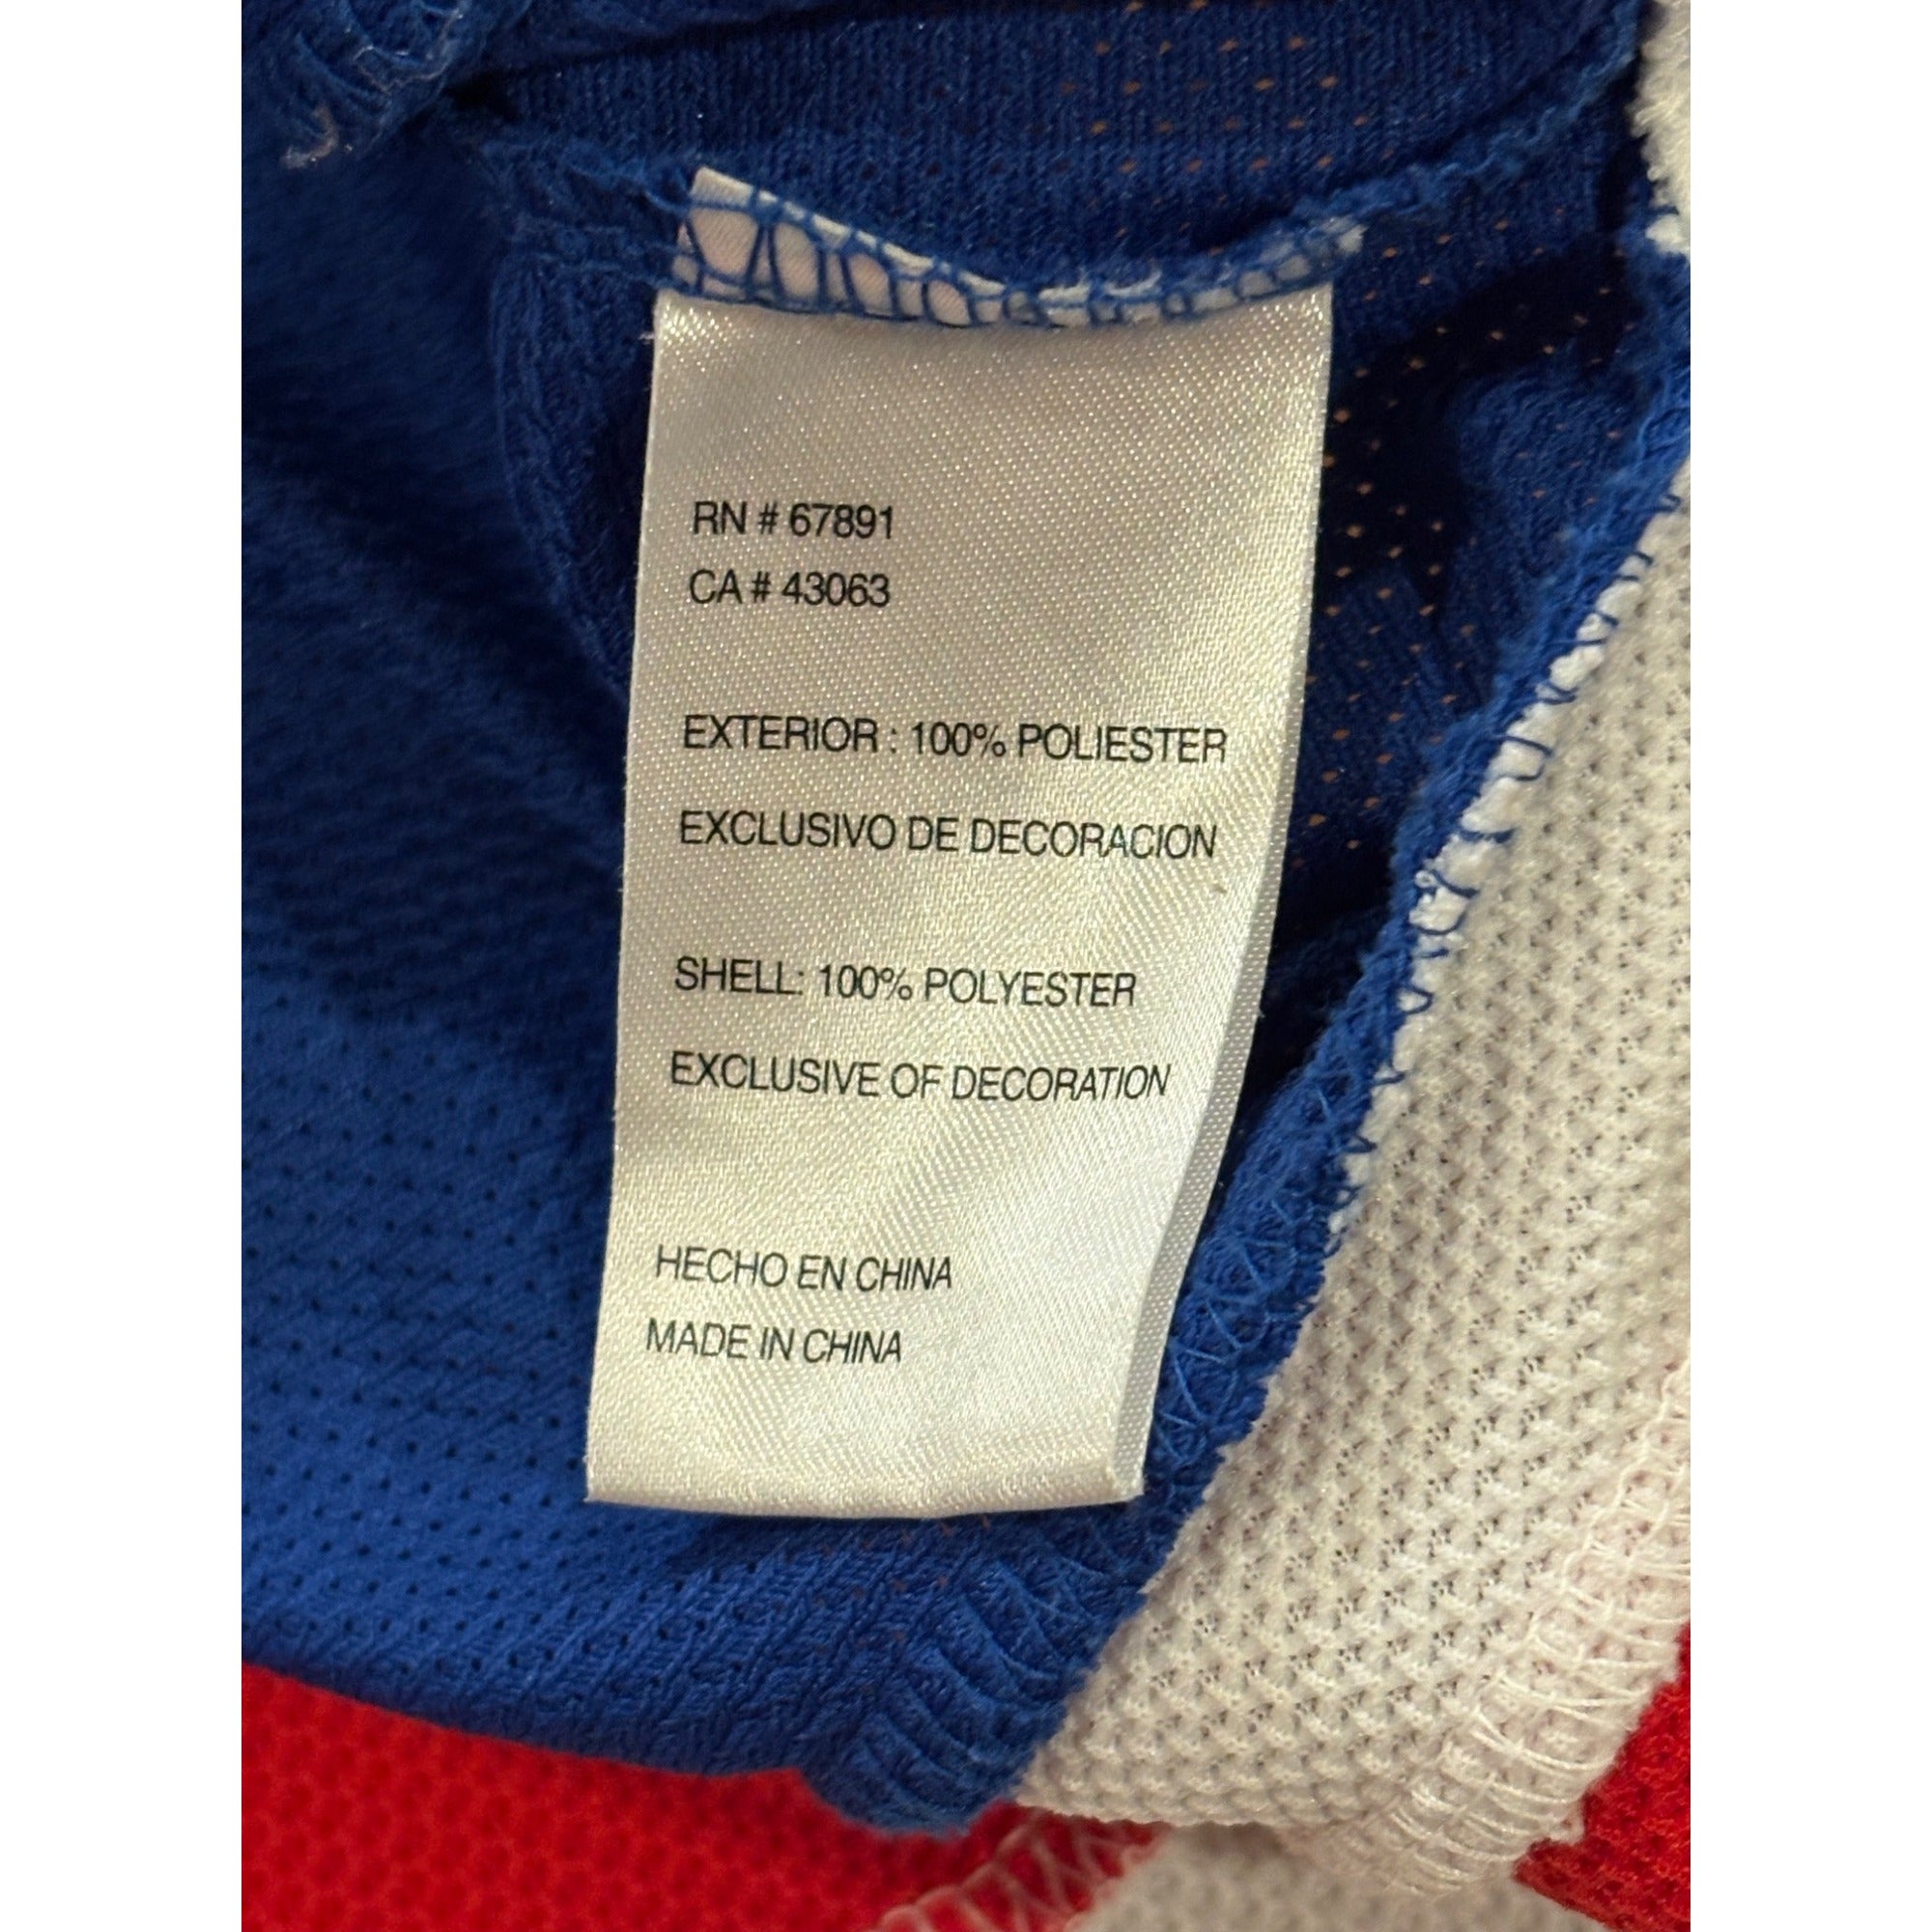 RN # 67891
CA # 43063
EXTERIOR : 100% POLIESTER
EXCLUSIVO DE DECORACION
SHELL: 100% POLYESTER
EXCLUSIVE OF DECORATION
HECHO EN CHINA
MADE IN CHINA